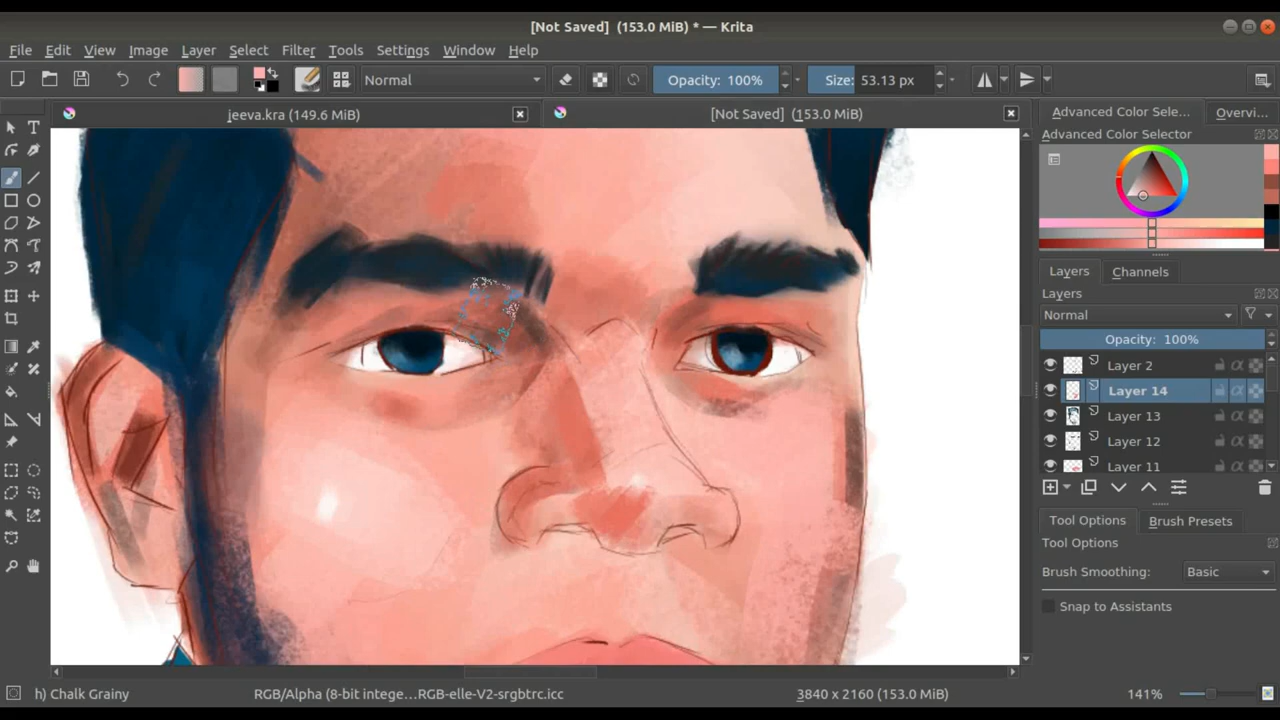 [Not Saved]  (153.0 MiB) * — Krita
File Edit View Image Layer Select Filter Tools Settings Window Help
Normal Opacity: 100% Size: 53.13 px
jeeva.kra (149.6 MiB) [Not Saved]  (153.0 MiB) Advanced Color Sele... Overvi...
Advanced Color Selector
Layers Channels
Layers
Normal
Opacity:  100%
Layer 2
Layer 14
Layer 13
Layer 12
Layer 11
Tool Options Brush Presets
Tool Options
Brush Smoothing: Basic
Snap to Assistants
h) Chalk Grainy RGB/Alpha (8-bit intege...RGB-elle-V2-srgbtrc.icc 3840 x 2160 (153.0 MiB) 141%